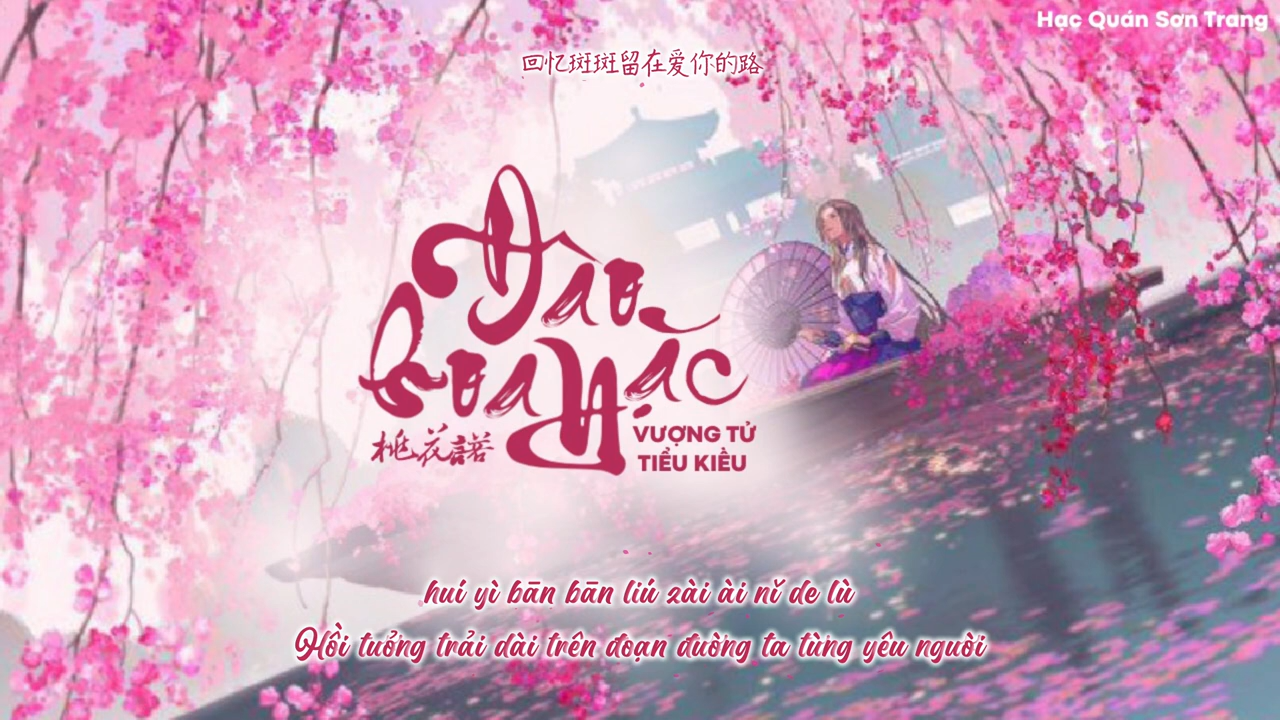 Hạc Quán Sơn Trang
回忆斑斑留在爱你的路
Đào
Hoa Nặc
桃花諾
VƯỢNG TỬ
TIỂU KIỀU
huí yì bān bān liú zài ài nǐ de lù
Hồi tưởng trải dài trên đoạn đường ta từng yêu người